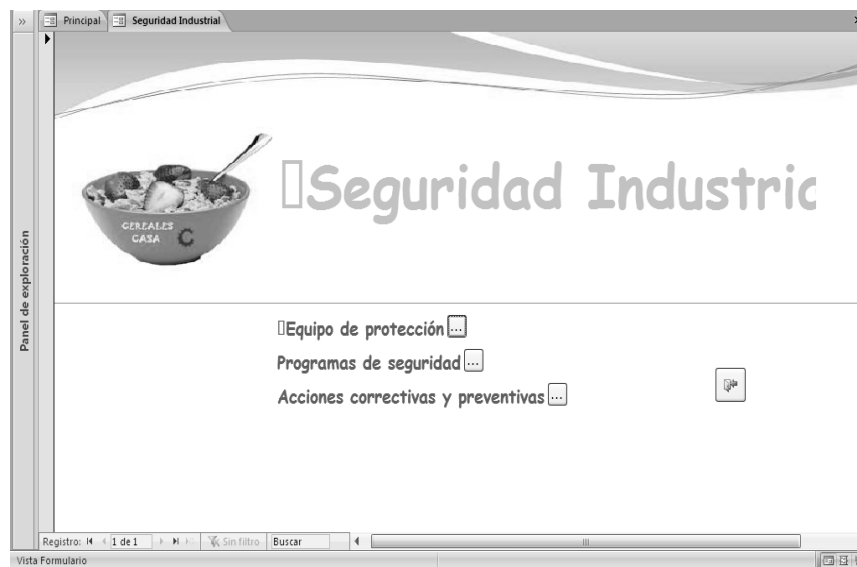 » Principal Seguridad Industrial
Panel de exploración
CEREALES
CASA C
Seguridad Industria
Equipo de protección ...
Programas de seguridad ...
Acciones correctivas y preventivas ...
Registro: 1 de 1 Sin filtro Buscar
Vista Formulario